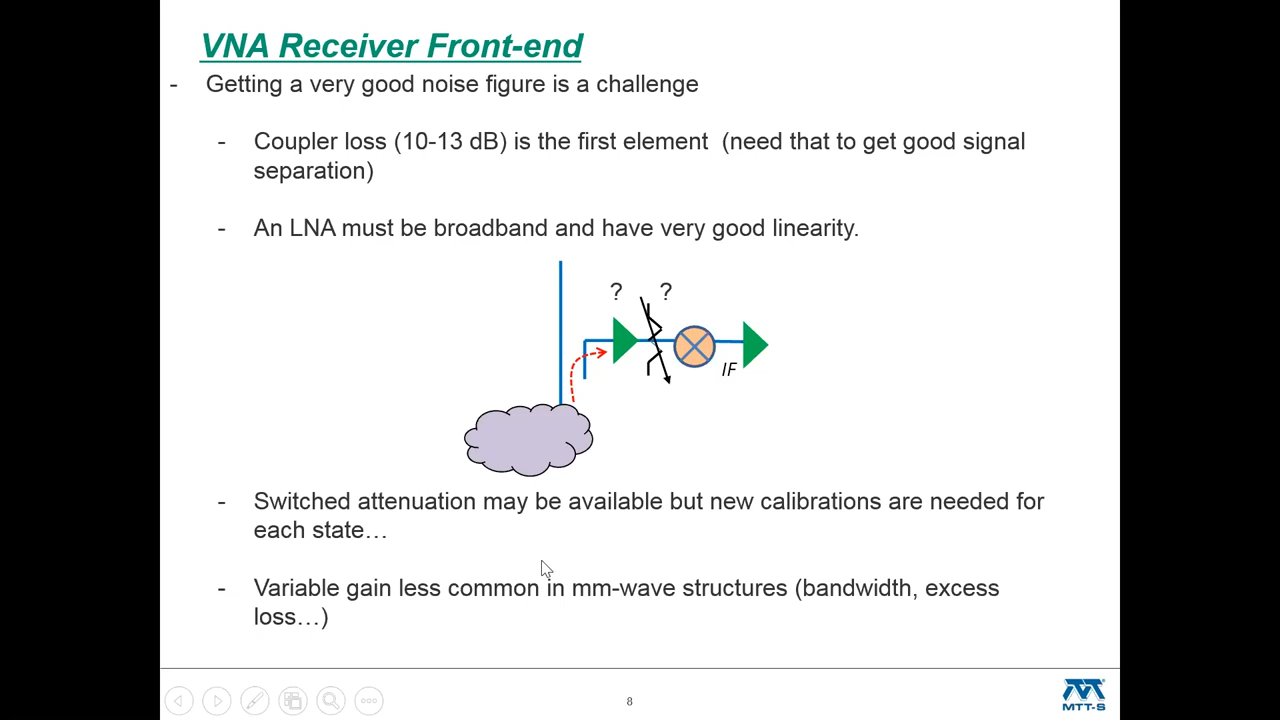 VNA Receiver Front-end
- Getting a very good noise figure is a challenge
- Coupler loss (10-13 dB) is the first element  (need that to get good signal
separation)
- An LNA must be broadband and have very good linearity.
? ?
IF
- Switched attenuation may be available but new calibrations are needed for
each state…
- Variable gain less common in mm-wave structures (bandwidth, excess
loss…)
8
MTT-S